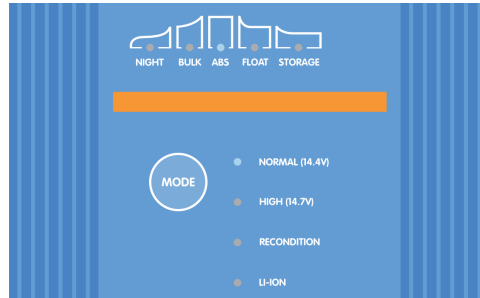 NIGHT BULK ABS FLOAT STORAGE
MODE
NORMAL (14.4V)
HIGH (14.7V)
RECONDITION
LI-ION